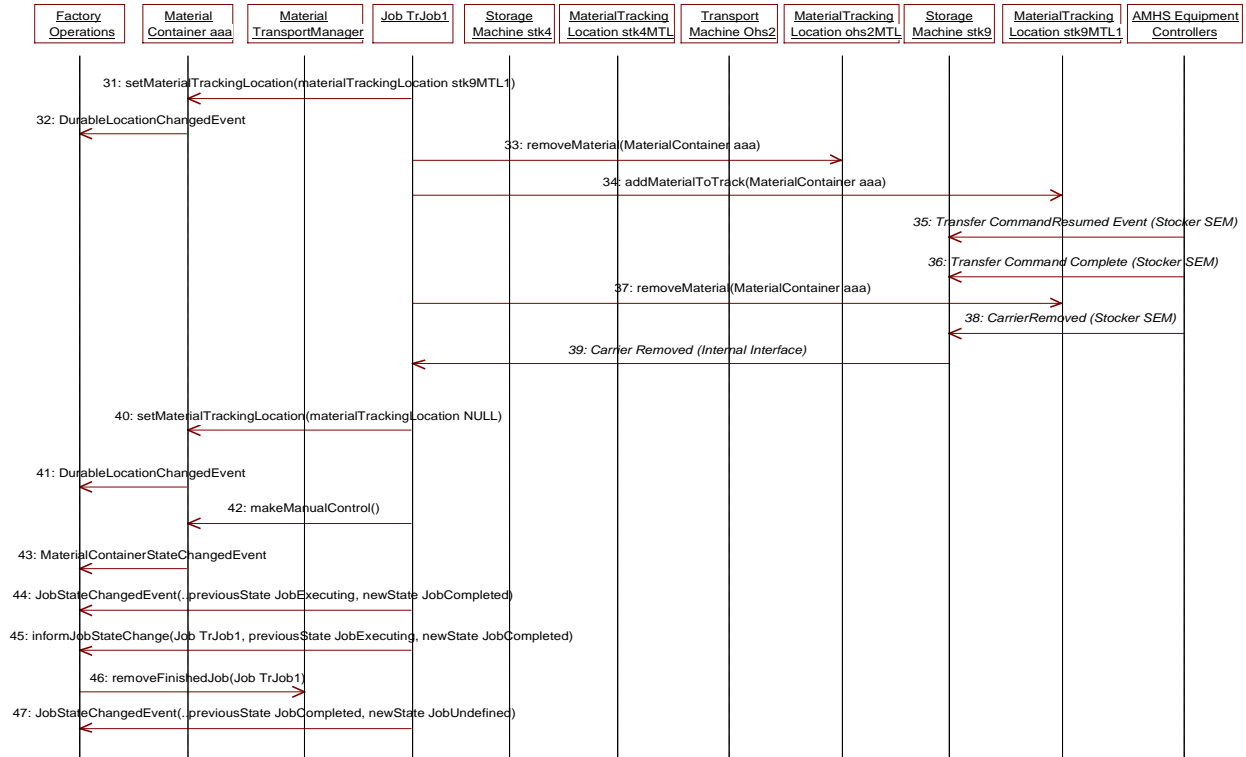 Factory
Operations
Material
Container aaa
Material
TransportManager
Job TrJob1
Storage
Machine stk4
MaterialTracking
Location stk4MTL
Transport
Machine Ohs2
MaterialTracking
Location ohs2MTL
Storage
Machine stk9
MaterialTracking
Location stk9MTL1
AMHS Equipment
Controllers
31: setMaterialTrackingLocation(materialTrackingLocation stk9MTL1)
32: DurableLocationChangedEvent
33: removeMaterial(MaterialContainer aaa)
34: addMaterialToTrack(MaterialContainer aaa)
35: Transfer CommandResumed Event (Stocker SEM)
36: Transfer Command Complete (Stocker SEM)
37: removeMaterial(MaterialContainer aaa)
38: CarrierRemoved (Stocker SEM)
39: Carrier Removed (Internal Interface)
40: setMaterialTrackingLocation(materialTrackingLocation NULL)
41: DurableLocationChangedEvent
42: makeManualControl()
43: MaterialContainerStateChangedEvent
44: JobStateChangedEvent(..previousState JobExecuting, newState JobCompleted)
45: informJobStateChange(Job TrJob1, previousState JobExecuting, newState JobCompleted)
46: removeFinishedJob(Job TrJob1)
47: JobStateChangedEvent(..previousState JobCompleted, newState JobUndefined)